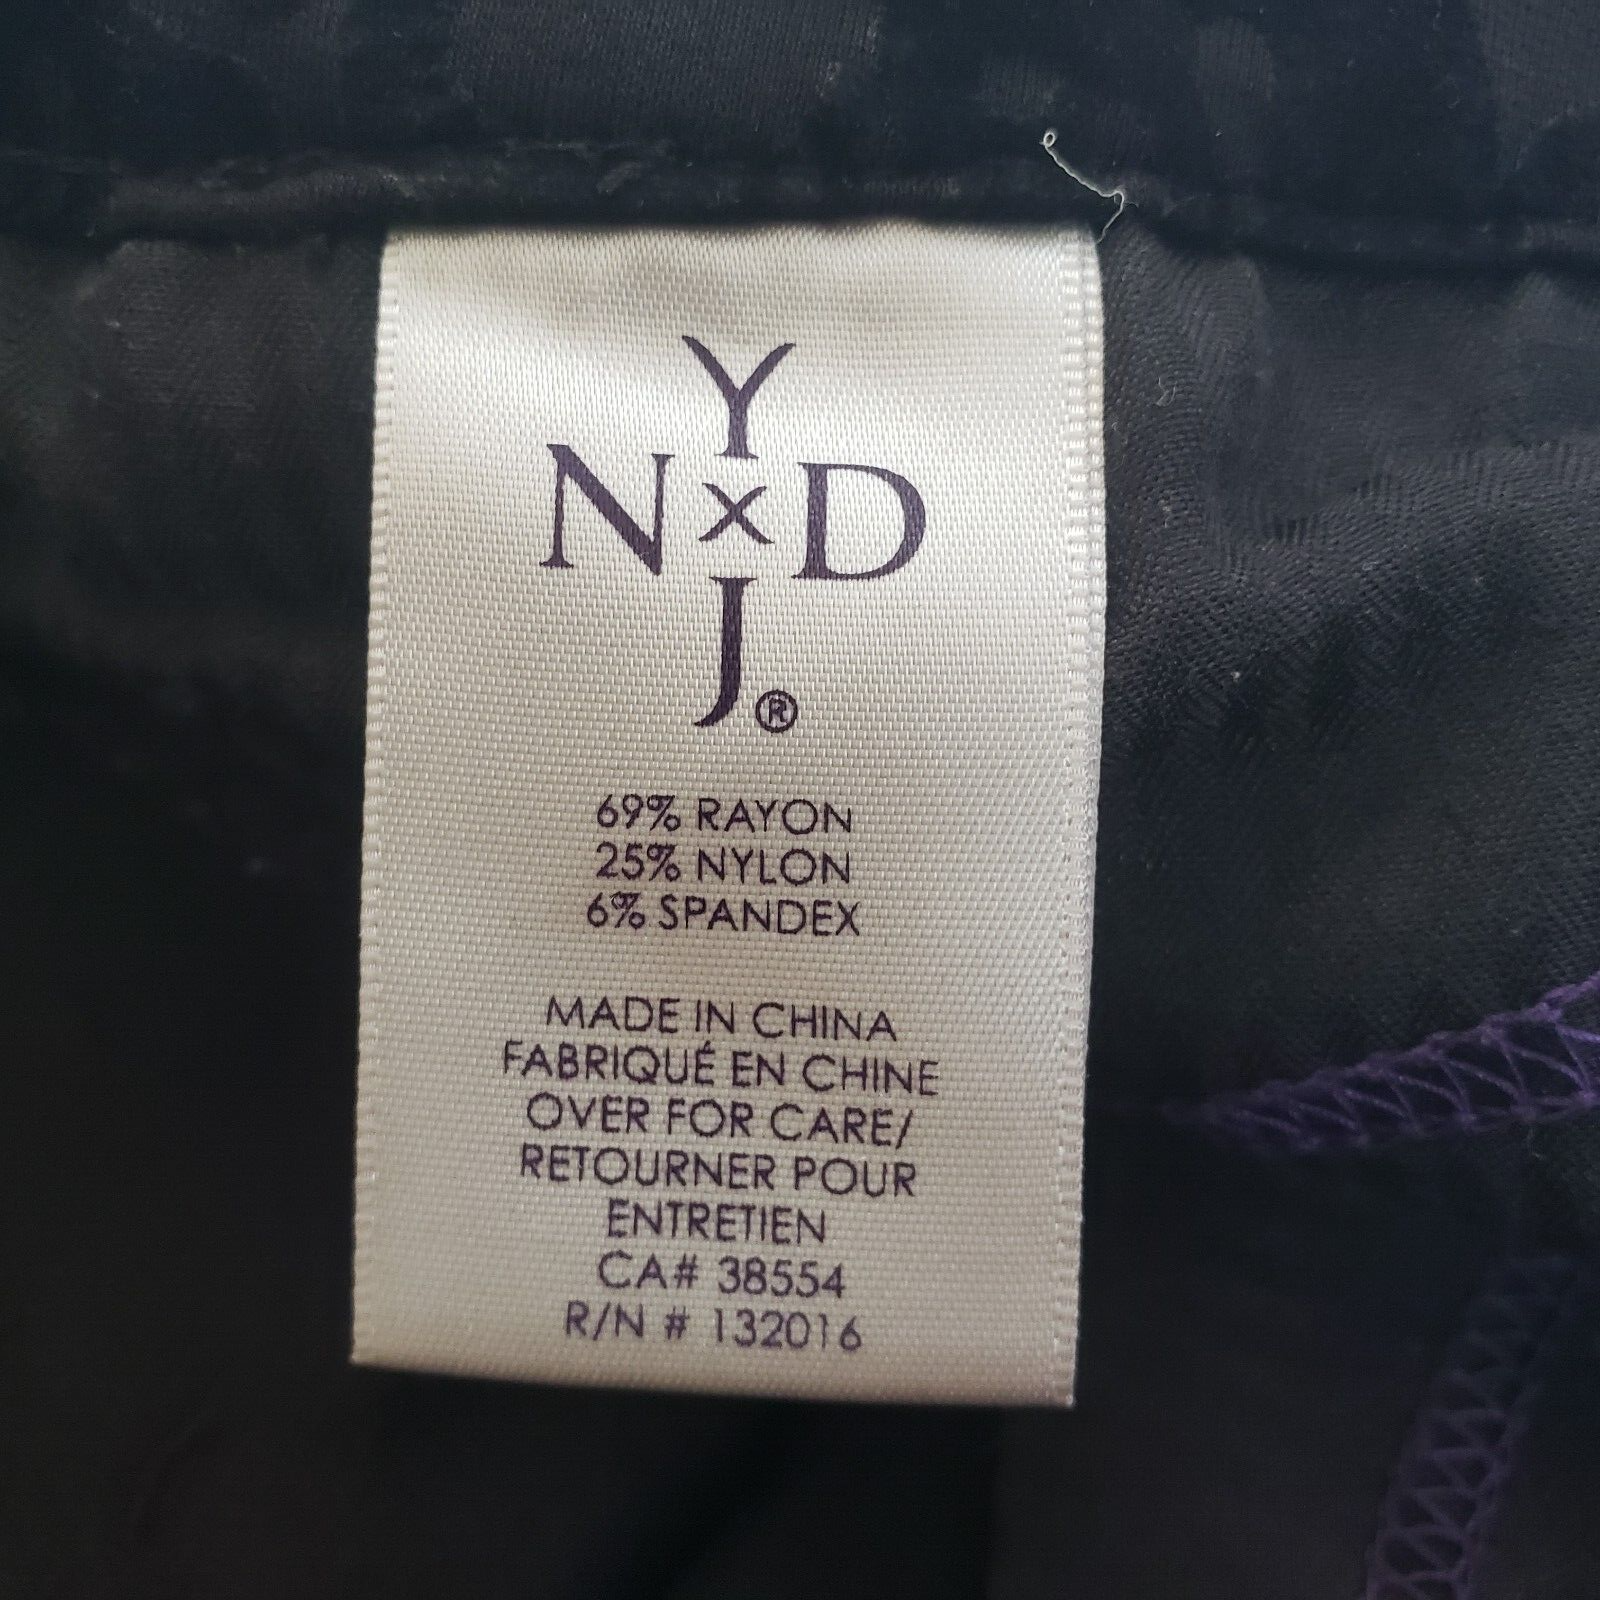 Y
N x D
J®
69% RAYON
25% NYLON
6% SPANDEX
MADE IN CHINA
FABRIQUÉ EN CHINE
OVER FOR CARE/
RETOURNER POUR
ENTRETIEN
CA# 38554
R/N # 132016